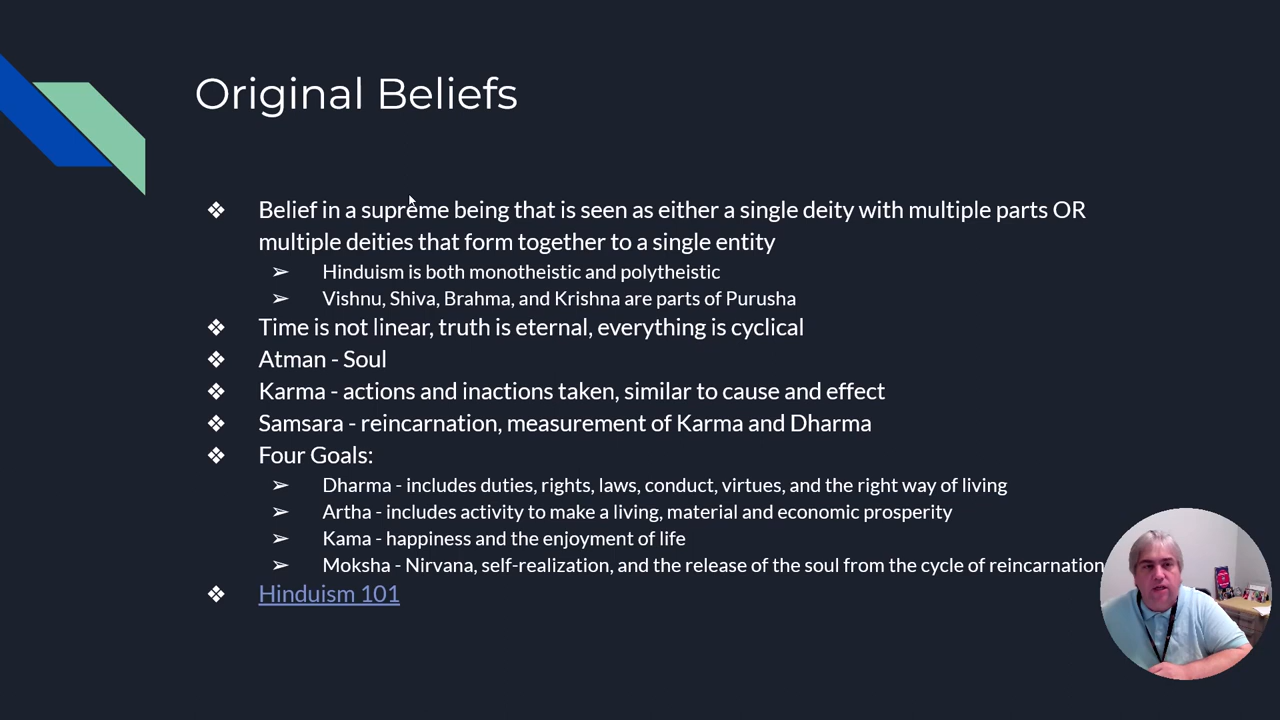 Original Beliefs
❖ Belief in a supreme being that is seen as either a single deity with multiple parts OR
multiple deities that form together to a single entity
➢ Hinduism is both monotheistic and polytheistic
➢ Vishnu, Shiva, Brahma, and Krishna are parts of Purusha
❖ Time is not linear, truth is eternal, everything is cyclical
❖ Atman - Soul
❖ Karma - actions and inactions taken, similar to cause and effect
❖ Samsara - reincarnation, measurement of Karma and Dharma
❖ Four Goals:
➢ Dharma - includes duties, rights, laws, conduct, virtues, and the right way of living
➢ Artha - includes activity to make a living, material and economic prosperity
➢ Kama - happiness and the enjoyment of life
➢ Moksha - Nirvana, self-realization, and the release of the soul from the cycle of reincarnation
❖ Hinduism 101